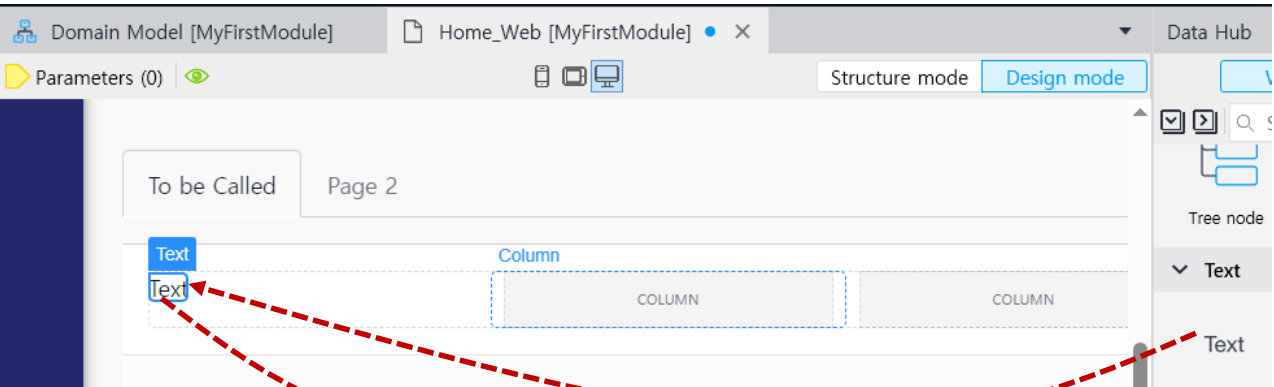 Domain Model [MyFirstModule]
Home_Web [MyFirstModule]
Data Hub
Parameters (0)
Structure mode
Design mode
To be Called
Page 2
Tree node
Text
Column
Text
Text
COLUMN
COLUMN
Text